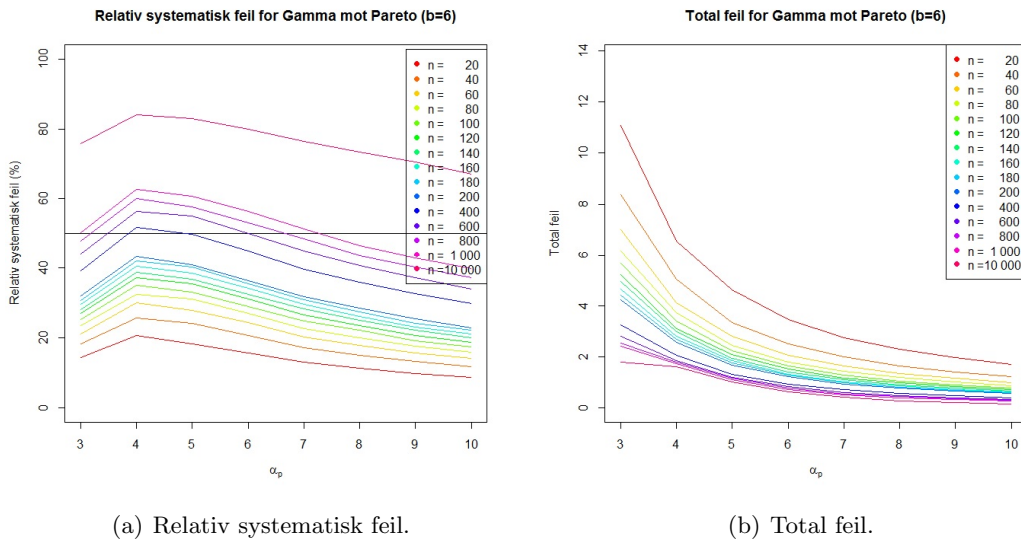 Relativ systematisk feil for Gamma mot Pareto (b=6)
Relativ systematisk feil (%)
100
80
60
40
20
0
n = 20
n = 40
n = 60
n = 80
n = 100
n = 120
n = 140
n = 160
n = 180
n = 200
n = 400
n = 600
n = 800
n = 1 000
n =10 000
3 4 5 6 7 8 9 10
αp
(a) Relativ systematisk feil.
Total feil for Gamma mot Pareto (b=6)
Total feil
14
12
10
8
6
4
2
0
n = 20
n = 40
n = 60
n = 80
n = 100
n = 120
n = 140
n = 160
n = 180
n = 200
n = 400
n = 600
n = 800
n = 1 000
n =10 000
3 4 5 6 7 8 9 10
αp
(b) Total feil.